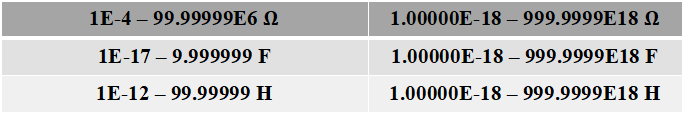 1E-4 – 99.99999E6 Ω 1.00000E-18 – 999.9999E18 Ω
1E-17 – 9.999999 F 1.00000E-18 – 999.9999E18 F
1E-12 – 99.99999 H 1.00000E-18 – 999.9999E18 H